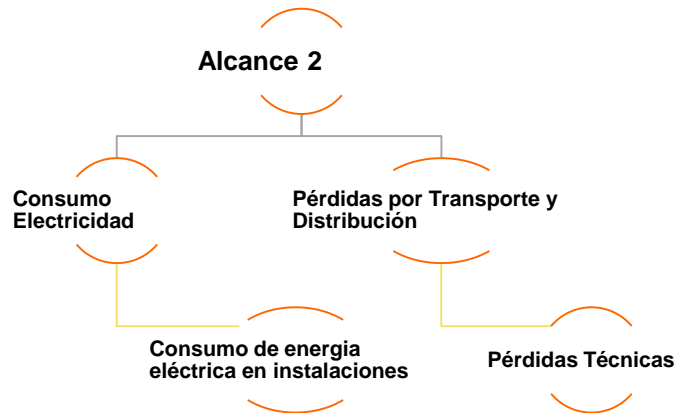 Alcance 2
Consumo
Electricidad
Pérdidas por Transporte y
Distribución
Consumo de energia
eléctrica en instalaciones
Pérdidas Técnicas